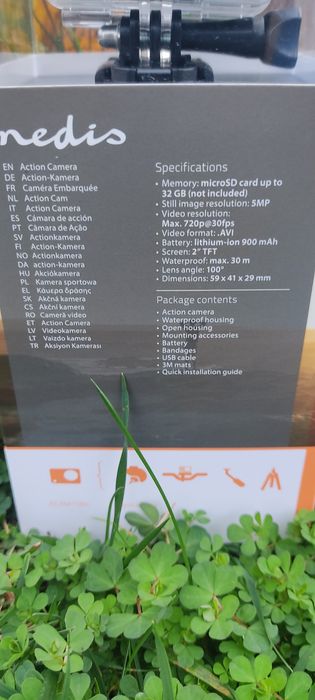 nedis
EN Action Camera
DE Action-Kamera
FR Caméra Embarquée
NL Action Cam
IT Action Camera
ES Cámara de acción
PT Câmara de Ação
SV Actionkamera
FI Action-Kamera
NO Actionkamera
DA action-kamera
HU Akciókamera
PL Kamera sportowa
EL Κάμερα δράσης
SK Akčná kamera
CS Akční kamera
RO Cameră video
ET Action Camera
LV Videokamera
LT Vaizdo kamera
TR Aksiyon Kamerası
Specifications
• Memory: microSD card up to
32 GB (not included)
• Still image resolution: 5MP
• Video resolution:
Max. 720p@30fps
• Video format: .AVI
• Battery: lithium-ion 900 mAh
• Screen: 2" TFT
• Waterproof: max. 30 m
• Lens angle: 100°
• Dimensions: 59 x 41 x 29 mm
Package contents
• Action camera
• Waterproof housing
• Open housing
• Mounting accessories
• Battery
• Bandages
• USB cable
• 3M mats
• Quick installation guide